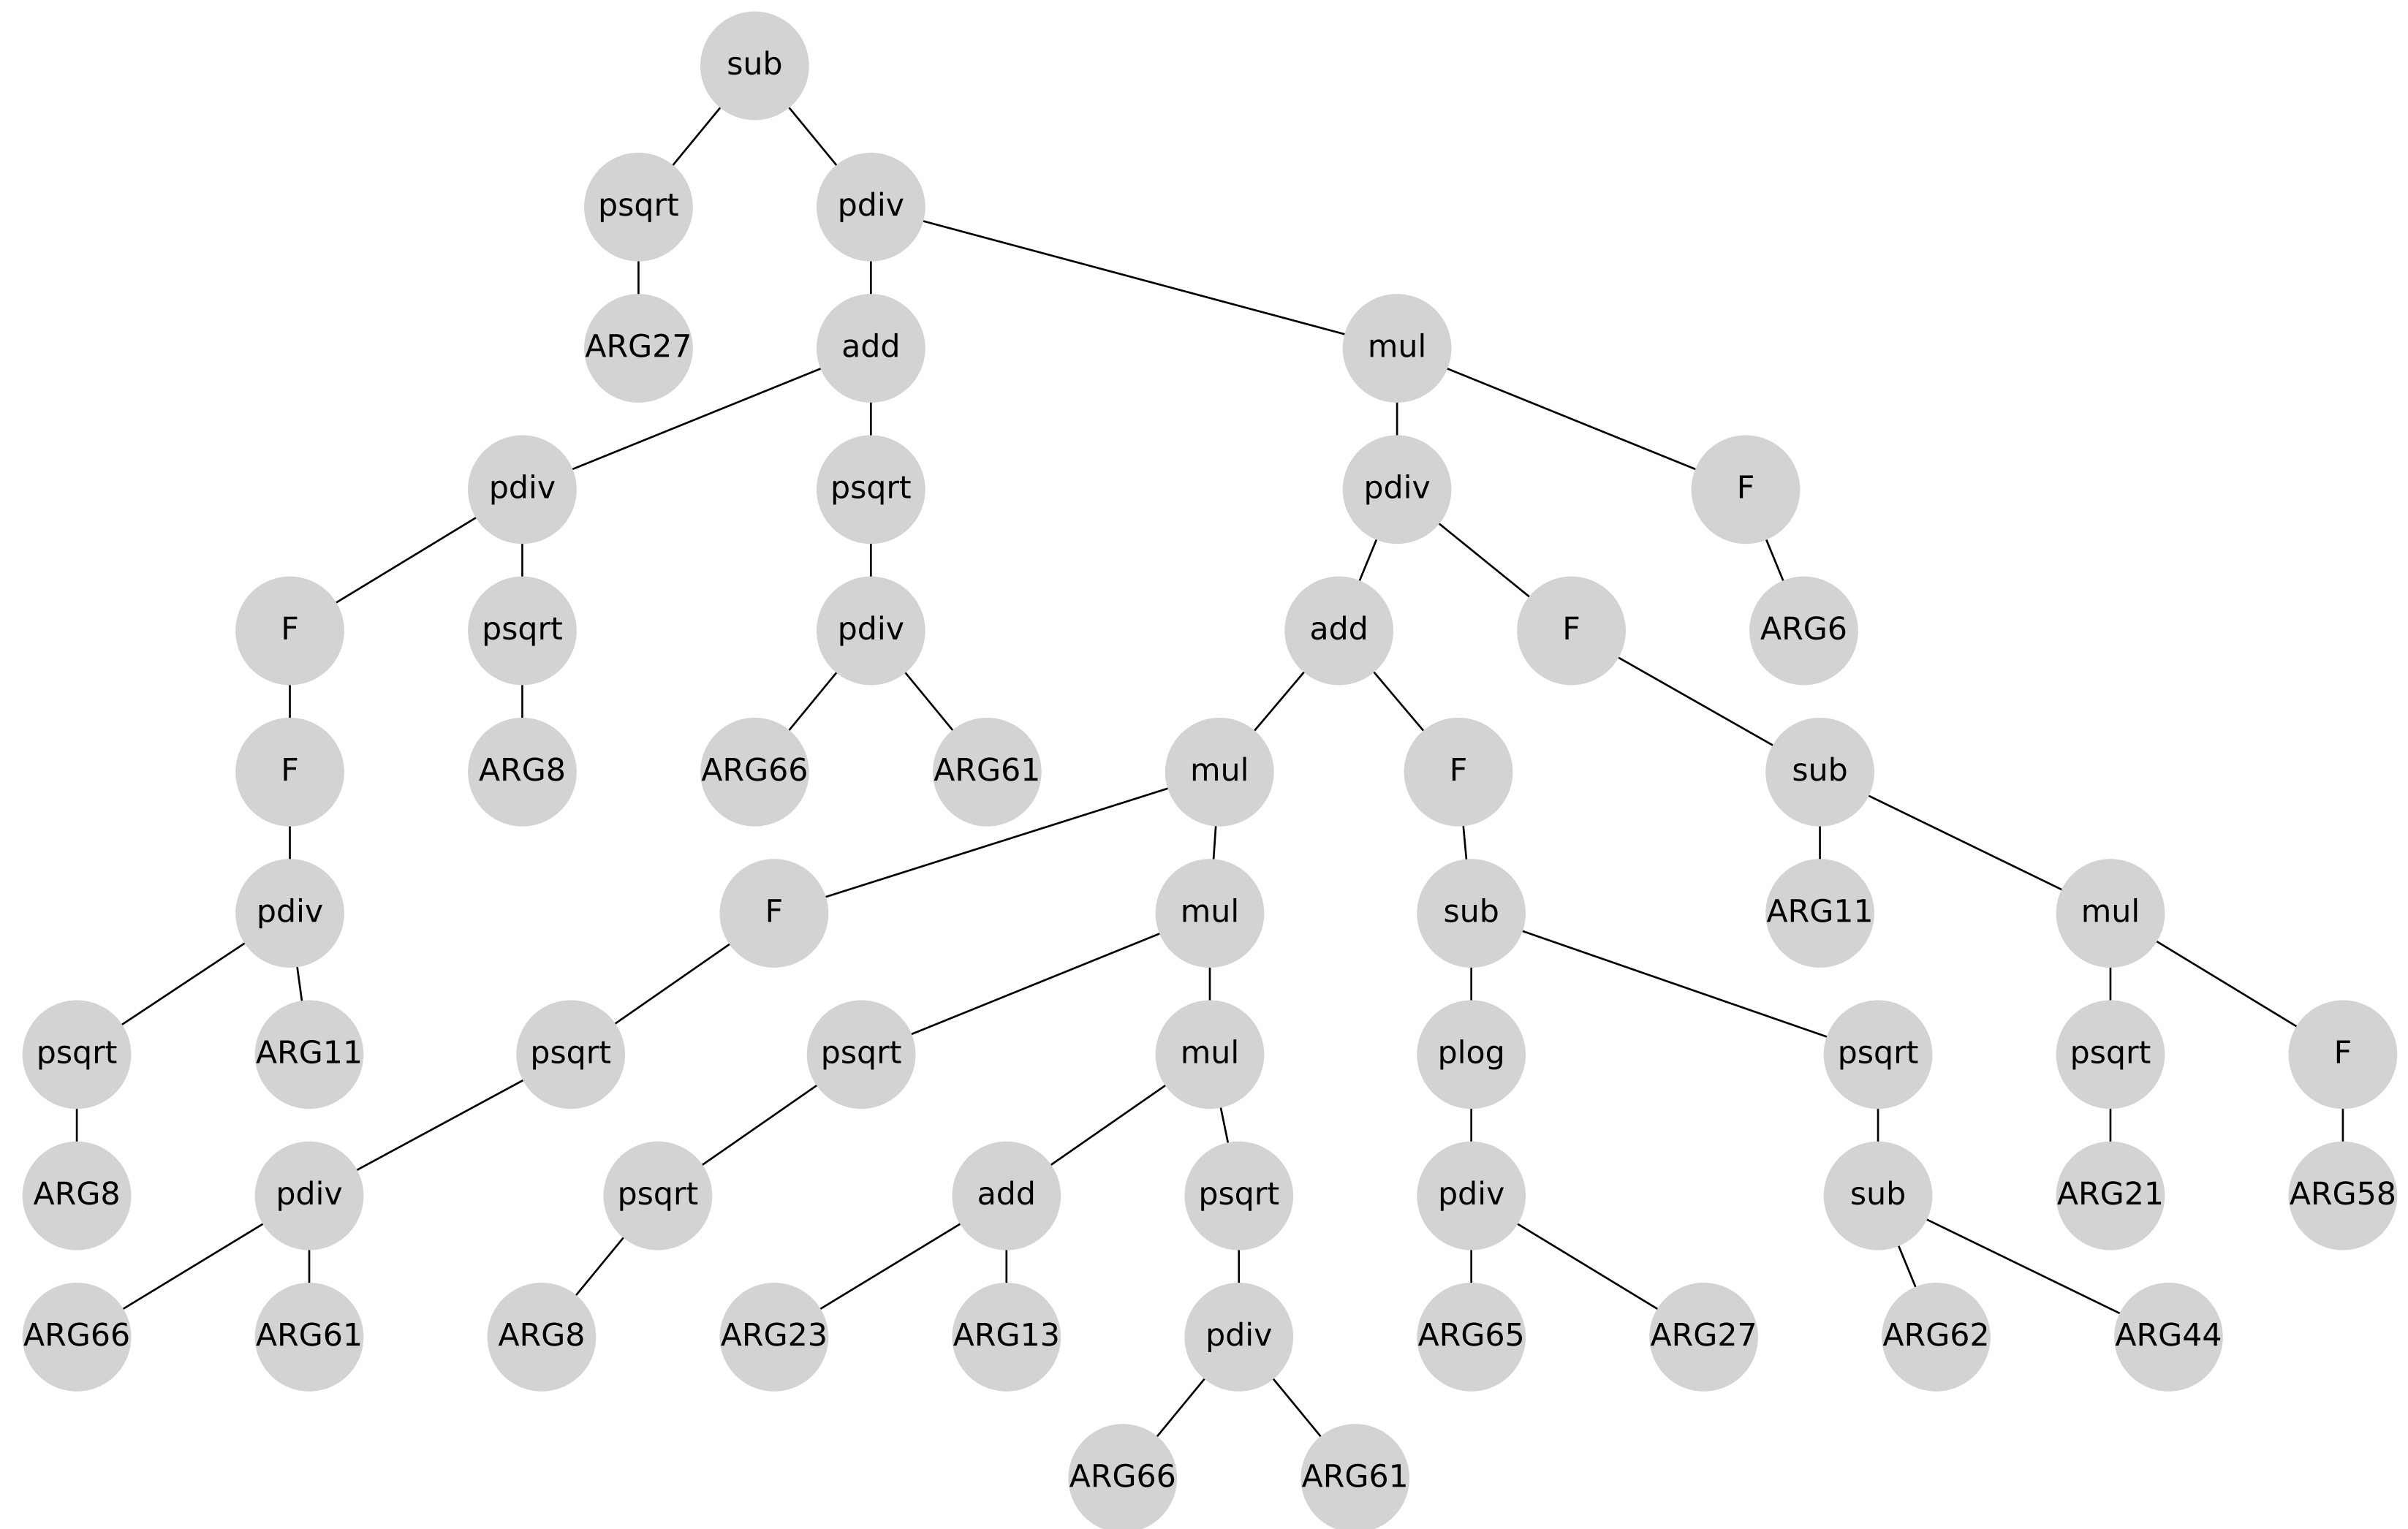 sub
psqrt pdiv
ARG27 add mul
pdiv psqrt pdiv F
F psqrt pdiv add F ARG6
F ARG8 ARG66 ARG61 mul F sub
pdiv F mul sub ARG11 mul
psqrt ARG11 psqrt psqrt mul plog psqrt psqrt F
ARG8 pdiv psqrt add psqrt pdiv sub ARG21 ARG58
ARG66 ARG61 ARG8 ARG23 ARG13 pdiv ARG65 ARG27 ARG62 ARG44
ARG66 ARG61